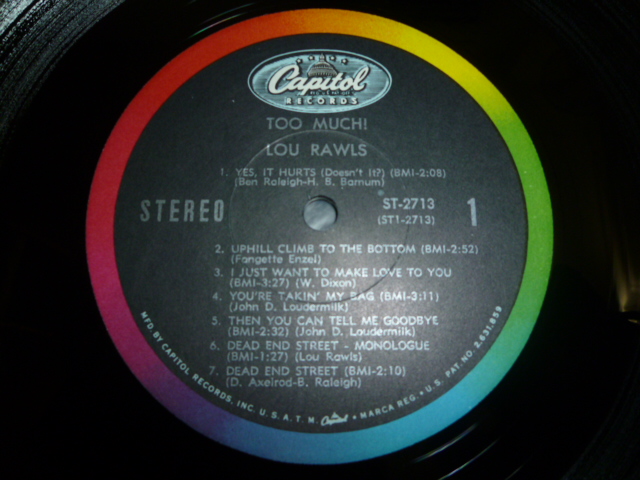 Capitol
RECORDS
TOO MUCH!
LOU RAWLS
1. YES, IT HURTS (Doesn't It?) (BMI-2:08)
(Ben Raleigh-H. B. Barnum)
STEREO
ST-2713
(ST1-2713)
1
2. UPHILL CLIMB TO THE BOTTOM (BMI-2:52)
(Fangette Enzel)
3. I JUST WANT TO MAKE LOVE TO YOU
(BMI-3:27) (W. Dixon)
4. YOU'RE TAKIN' MY BAG (BMI-3:11)
(John D. Loudermilk)
5. THEN YOU CAN TELL ME GOODBYE
(BMI-2:32) (John D. Loudermilk)
6. DEAD END STREET - MONOLOGUE
(BMI-1:27) (Lou Rawls)
7. DEAD END STREET (BMI-2:10)
(D. Axelrod-B. Raleigh)
MFD. BY CAPITOL RECORDS, INC. U.S.A. T.M. Capitol • MARCA REG. • U.S. PAT. NO. 2,631,859